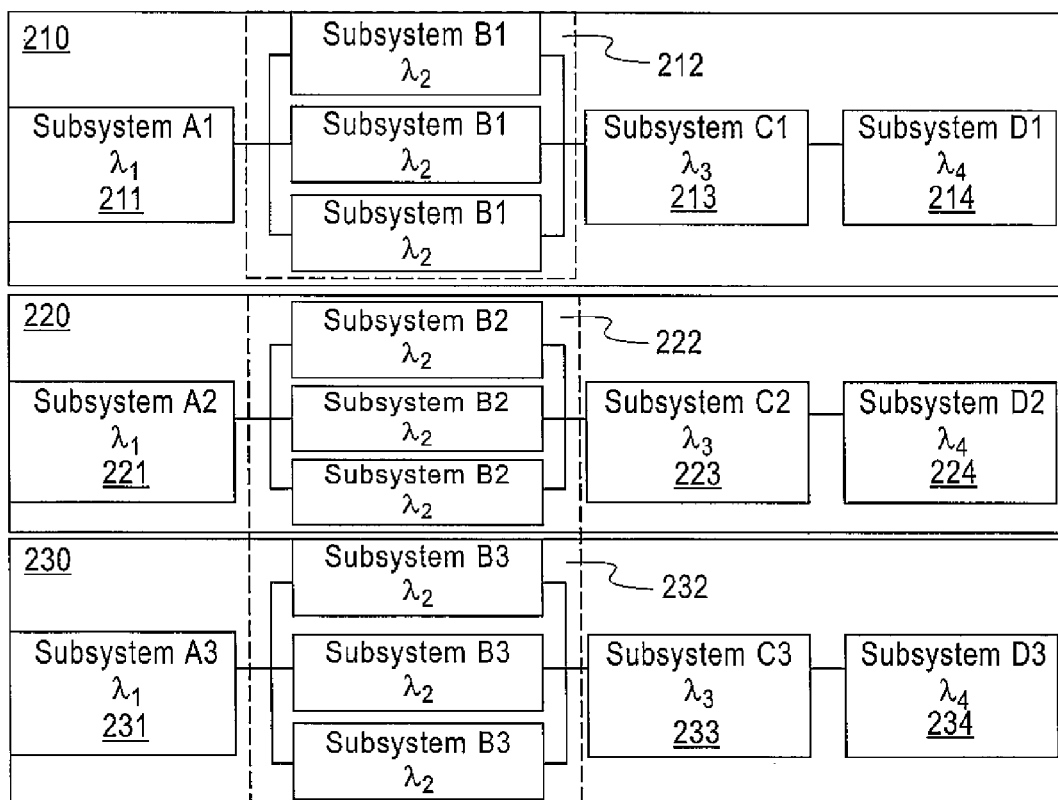 210
Subsystem B1
λ₂
212
Subsystem A1
λ₁
211
Subsystem B1
λ₂
Subsystem C1
λ₃
213
Subsystem D1
λ₄
214
Subsystem B1
λ₂
220
Subsystem B2
λ₂
222
Subsystem A2
λ₁
221
Subsystem B2
λ₂
Subsystem C2
λ₃
223
Subsystem D2
λ₄
224
Subsystem B2
λ₂
230
Subsystem B3
λ₂
232
Subsystem A3
λ₁
231
Subsystem B3
λ₂
Subsystem C3
λ₃
233
Subsystem D3
λ₄
234
Subsystem B3
λ₂